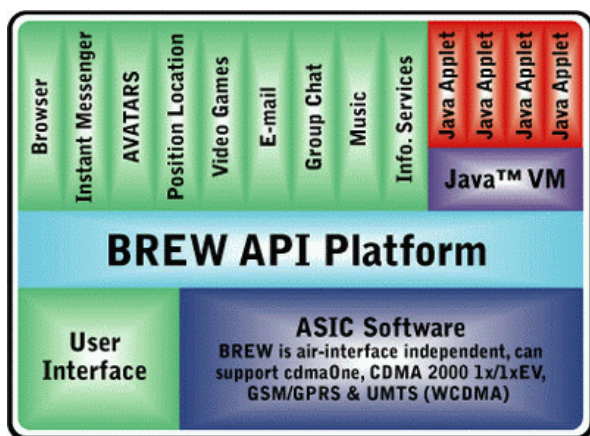 Browser
Instant Messenger
AVATARS
Position Location
Video Games
E-mail
Group Chat
Music
Info. Services
Java Applet
Java Applet
Java Applet
Java Applet
Java™ VM
BREW API Platform
User
Interface
ASIC Software
BREW is air-interface independent, can
support cdmaOne, CDMA 2000 1x/1xEV,
GSM/GPRS & UMTS (WCDMA)